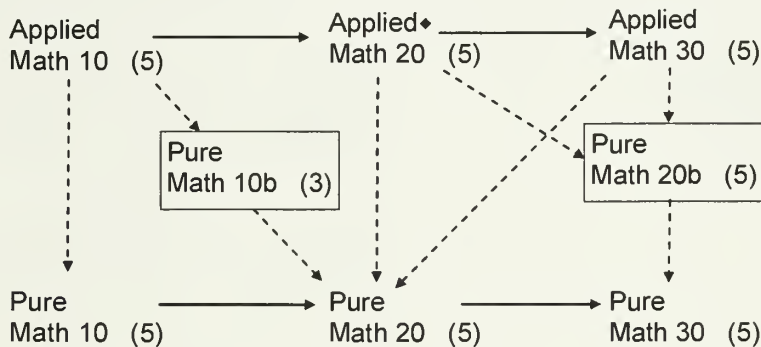 Applied
Math 10 (5)
Applied♦
Math 20 (5)
Applied
Math 30 (5)
Pure
Math 10b (3)
Pure
Math 20b (5)
Pure
Math 10 (5)
Pure
Math 20 (5)
Pure
Math 30 (5)